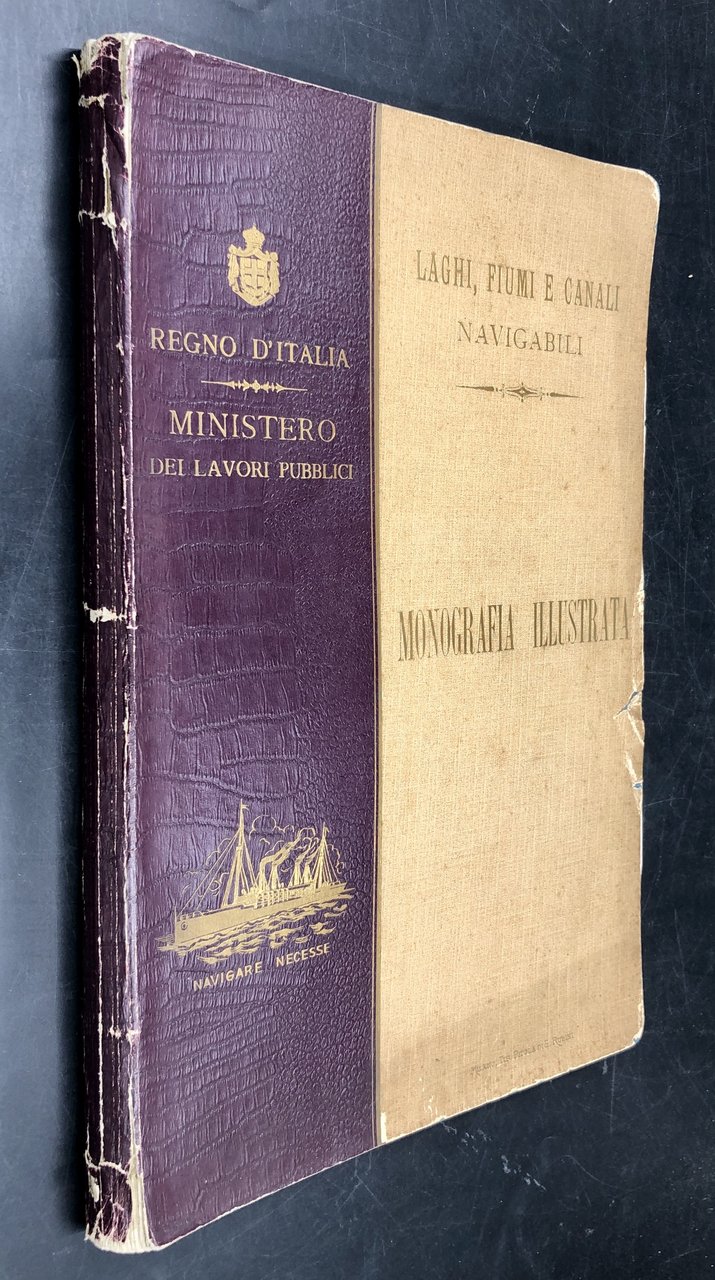 REGNO D'ITALIA
MINISTERO
DEI LAVORI PUBBLICI
NAVIGARE NECESSE
LAGHI, FIUMI E CANALI
NAVIGABILI
MONOGRAFIA ILLUSTRATA